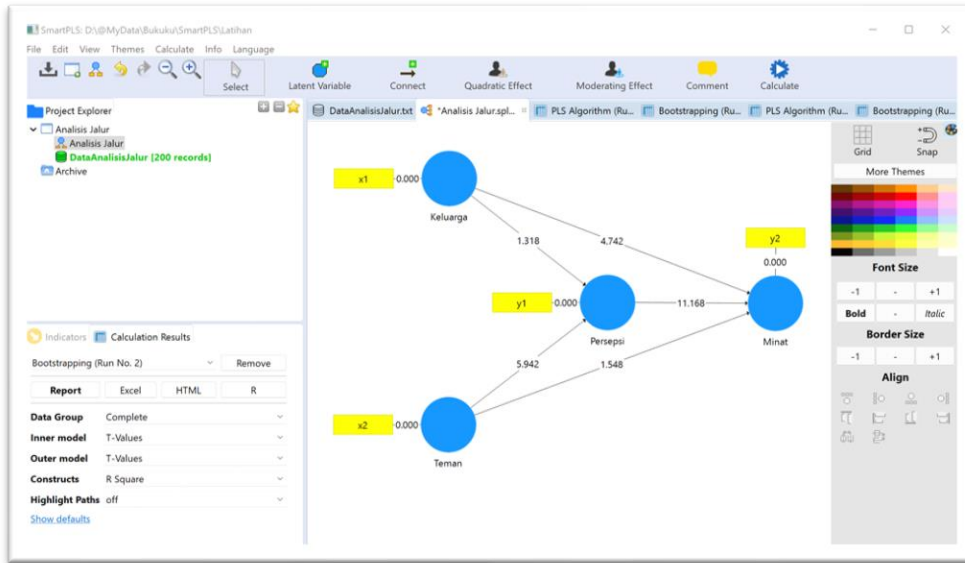 SmartPLS: D:\@MyData\Bukuku\SmartPLS\Latihan
File Edit View Themes Calculate Info Language
Select
Latent Variable
Connect
Quadratic Effect
Moderating Effect
Comment
Calculate
Project Explorer
Analisis Jalur
Analisis Jalur
DataAnalisisJalur [200 records]
Archive
DataAnalisisJalur.txt
*Analisis Jalur.spl...
PLS Algorithm (Ru...
Bootstrapping (Ru...
PLS Algorithm (Ru...
Bootstrapping (Ru...
x1
0.000
Keluarga
1.318
4.742
y2
0.000
y1
0.000
11.168
Persepsi
Minat
5.942
1.548
x2
0.000
Teman
Indicators
Calculation Results
Bootstrapping (Run No. 2)
Remove
Report
Excel
HTML
R
Data Group Complete
Inner model T-Values
Outer model T-Values
Constructs R Square
Highlight Paths off
Show defaults
Grid
Snap
More Themes
Font Size
-1 - +1
Bold - Italic
Border Size
-1 - +1
Align